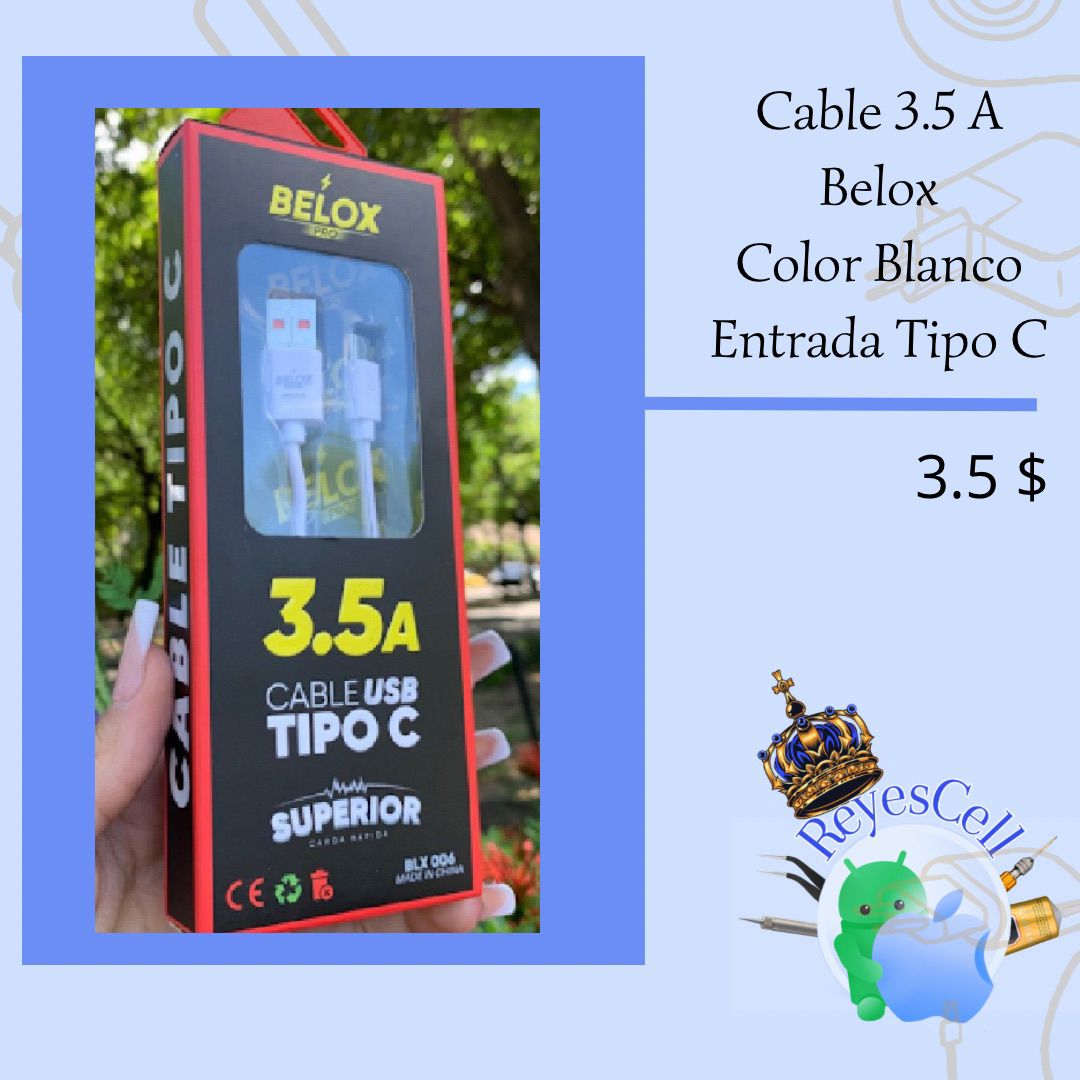 Cable 3.5 A
Belox
Color Blanco
Entrada Tipo C
3.5 $
BELOX
PRO
BELOX
CABLE TIPO C
3.5A
CABLE USB
TIPO C
SUPERIOR
CARGA RAPIDA
CE
BLX 006
MADE IN CHINA
ReyesCell